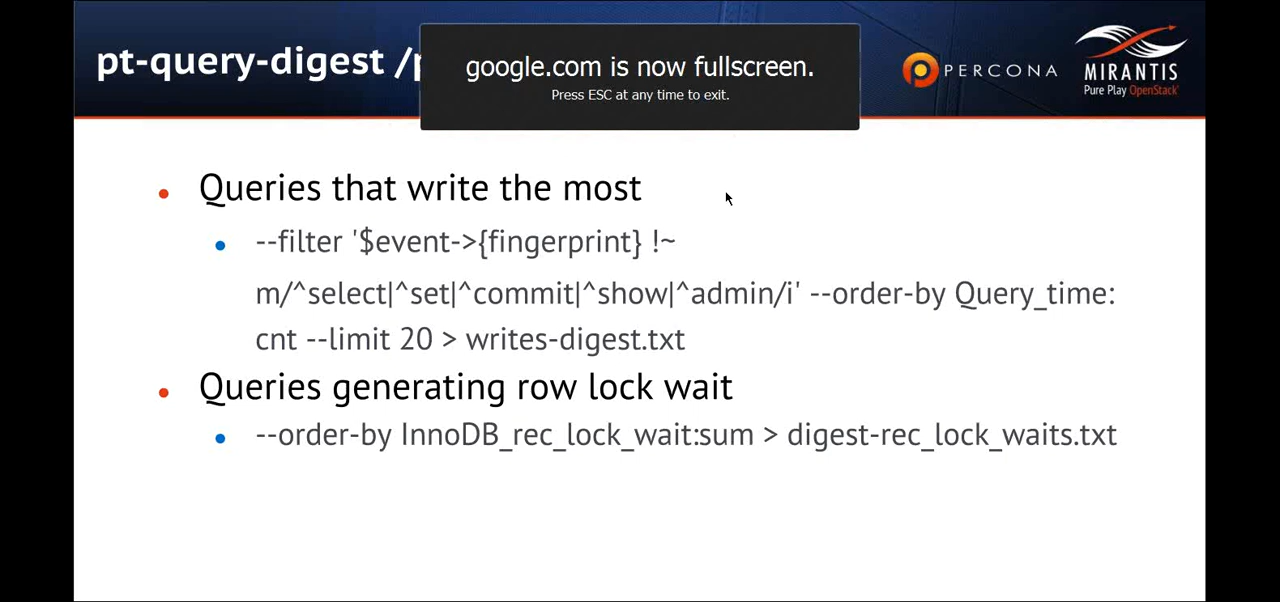 pt-query-digest /
google.com is now fullscreen.
Press ESC at any time to exit.
PERCONA
MIRANTIS
Pure Play OpenStack
Queries that write the most
--filter '$event->{fingerprint} !~
m/^select|^set|^commit|^show|^admin/i' --order-by Query_time:
cnt --limit 20 > writes-digest.txt
Queries generating row lock wait
--order-by InnoDB_rec_lock_wait:sum > digest-rec_lock_waits.txt